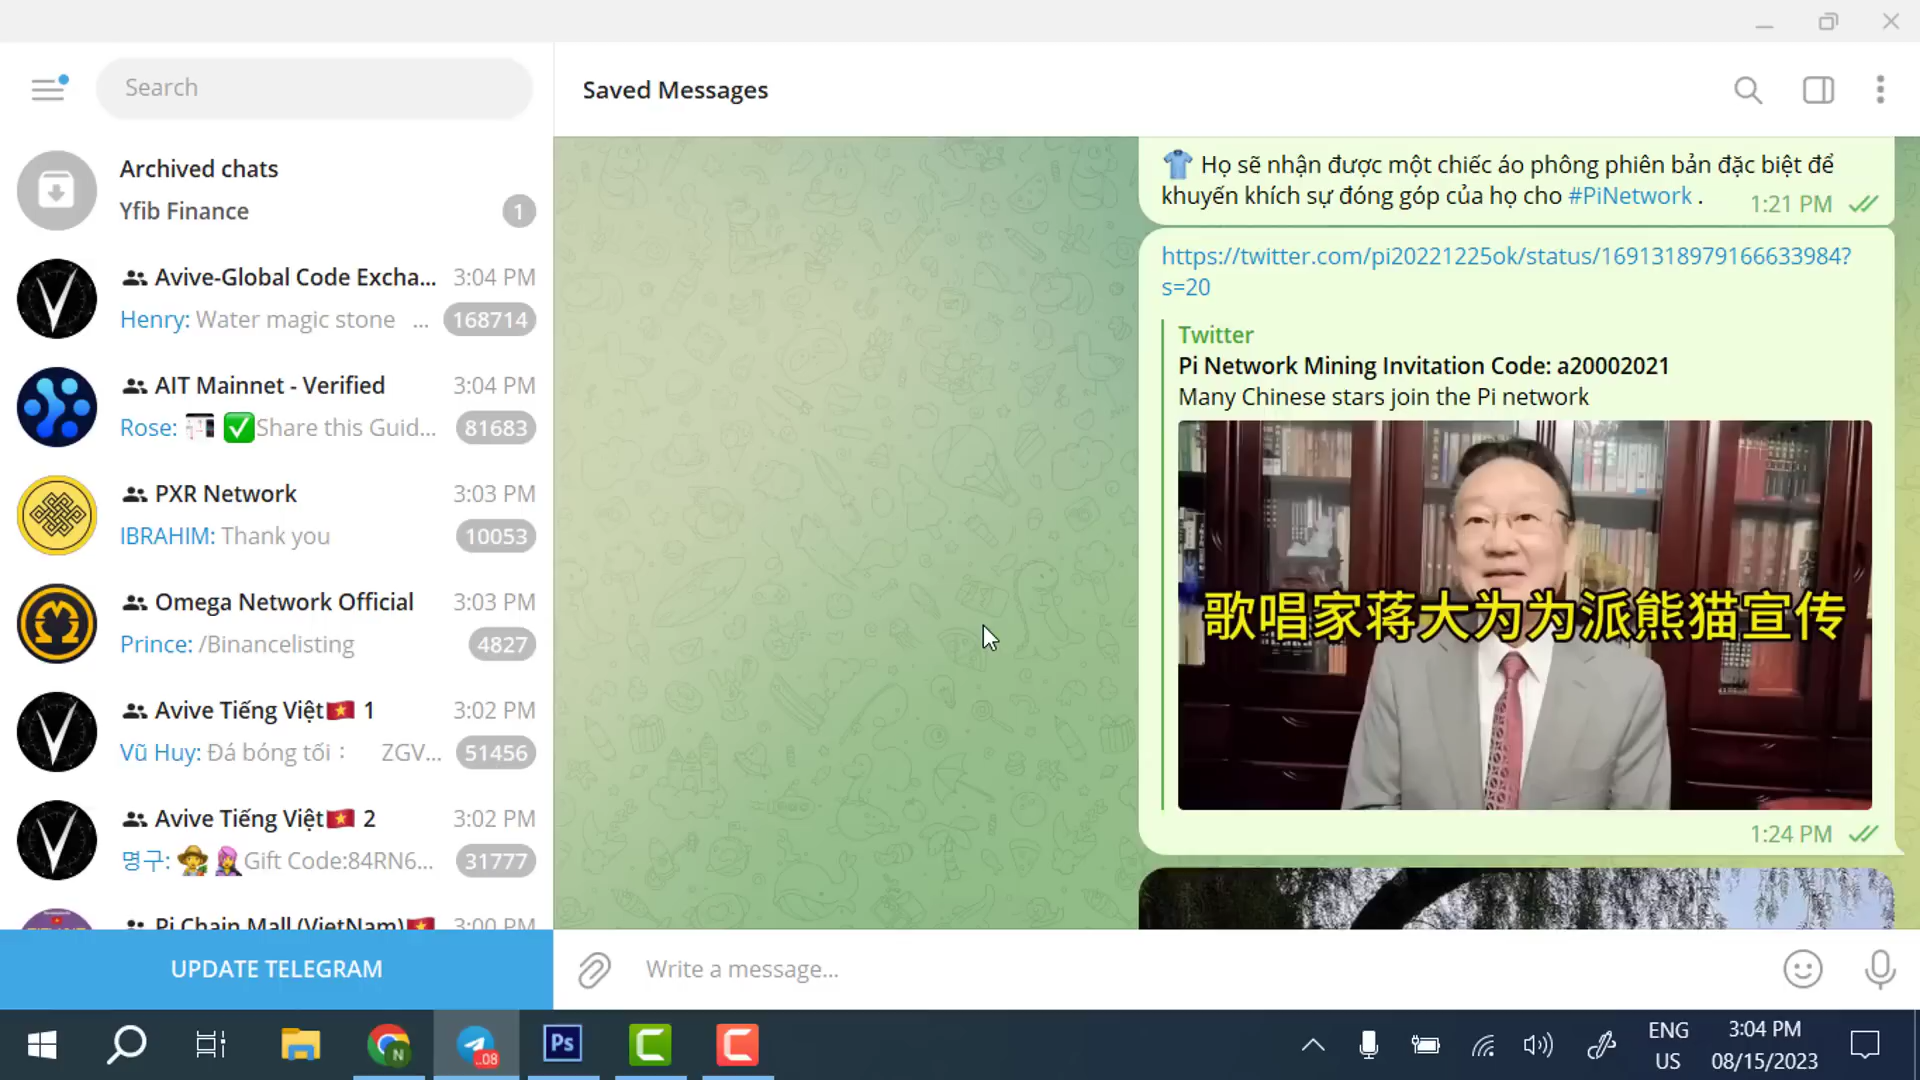 Search
Saved Messages
Archived chats
Yfib Finance
1
Avive-Global Code Excha... 3:04 PM
Henry: Water magic stone ... 168714
AIT Mainnet - Verified 3:04 PM
Rose: ✅Share this Guid... 81683
PXR Network 3:03 PM
IBRAHIM: Thank you 10053
Omega Network Official 3:03 PM
Prince: /Binancelisting 4827
Avive Tiếng Việt🇻🇳 1 3:02 PM
Vũ Huy: Đá bóng tối : ZGV... 51456
Avive Tiếng Việt🇻🇳 2 3:02 PM
명구: Gift Code:84RN6... 31777
Pi Chain Mall (VietNam)🇻🇳 3:00 PM
UPDATE TELEGRAM
👕 Họ sẽ nhận được một chiếc áo phông phiên bản đặc biệt để
khuyến khích sự đóng góp của họ cho #PiNetwork . 1:21 PM
https://twitter.com/pi20221225ok/status/1691318979166633984?
s=20
Twitter
Pi Network Mining Invitation Code: a20002021
Many Chinese stars join the Pi network
歌唱家蒋大为为派熊猫宣传
1:24 PM
Write a message...
N
.08
Ps
ENG
US
3:04 PM
08/15/2023